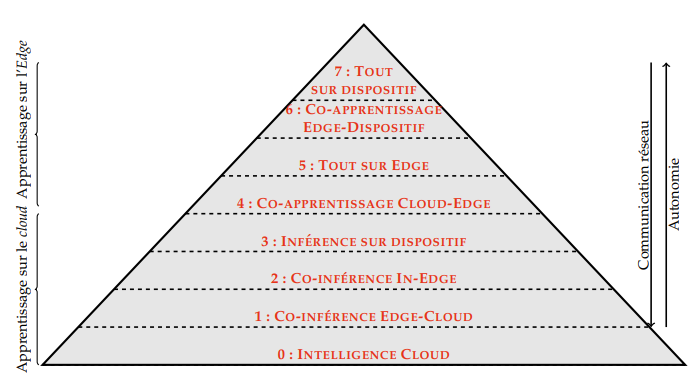 7 : Tout
sur dispositif
6 : Co-apprentissage
Edge-Dispositif
5 : Tout sur Edge
4 : Co-apprentissage Cloud-Edge
3 : Inférence sur dispositif
2 : Co-inférence In-Edge
1 : Co-inférence Edge-Cloud
0 : Intelligence Cloud
Apprentissage sur l'Edge
Apprentissage sur le cloud
Communication réseau
Autonomie